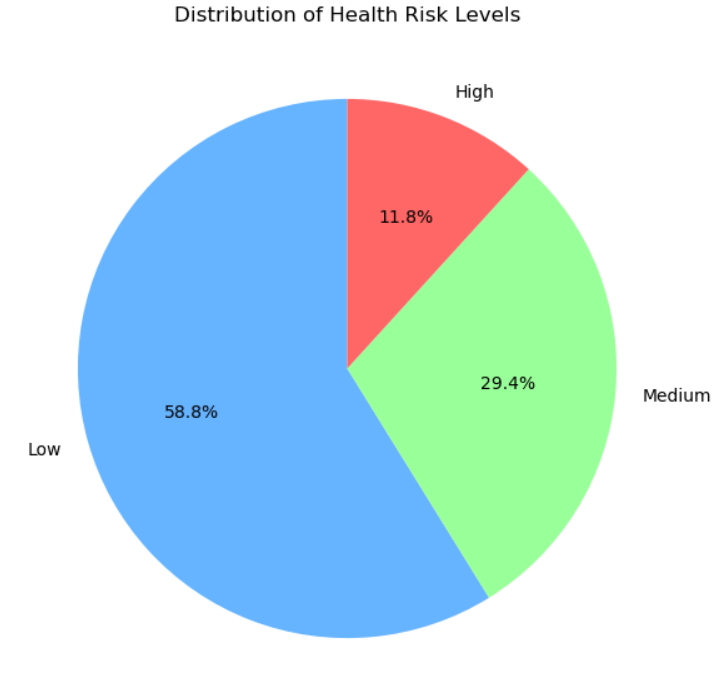 Distribution of Health Risk Levels
High
11.8%
29.4%
Medium
58.8%
Low